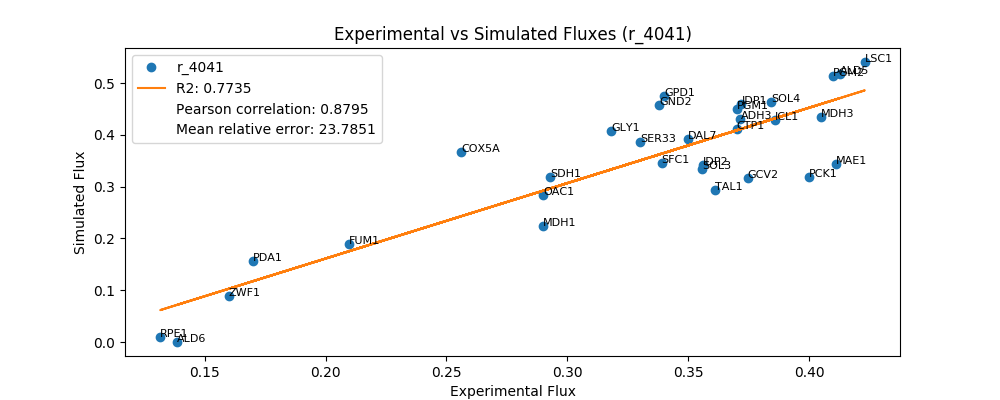 Experimental vs Simulated Fluxes (r_4041)
r_4041
R2: 0.7735
Pearson correlation: 0.8795
Mean relative error: 23.7851
LSC1
ALD5
PGM2
GPD1
GND2
IDP1
PGM1
SOL4
ADH3
ICL1
MDH3
CTP1
GLY1
SER33
DAL7
COX5A
SFC1
IDP2
SOL3
MAE1
SDH1
GCV2
PCK1
OAC1
TAL1
MDH1
FUM1
PDA1
ZWF1
RPE1
ALD6
0.5
0.4
0.3
0.2
0.1
0.0
Simulated Flux
0.15 0.20 0.25 0.30 0.35 0.40
Experimental Flux